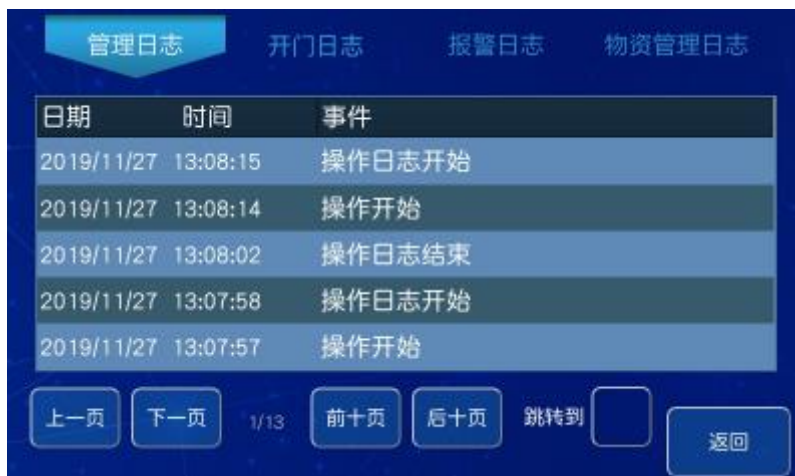 管理日志 开门日志 报警日志 物资管理日志
日期 时间 事件
2019/11/27 13:08:15 操作日志开始
2019/11/27 13:08:14 操作开始
2019/11/27 13:08:02 操作日志结束
2019/11/27 13:07:58 操作日志开始
2019/11/27 13:07:57 操作开始
上一页 下一页 1/13 前十页 后十页 跳转到 返回